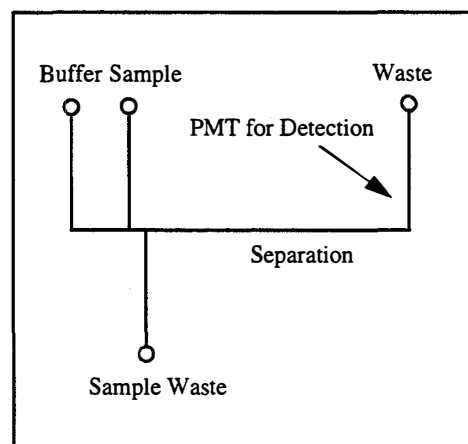 Buffer Sample
Waste
PMT for Detection
Separation
Sample Waste